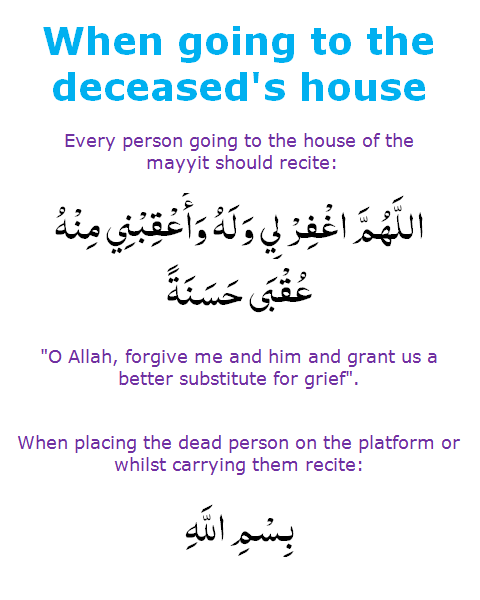 When going to the
deceased's house
Every person going to the house of the
mayyit should recite:
اللَّهُمَّ اغْفِرْ لِي وَلَهُ وَأَعْقِبْنِي مِنْهُ
عُقْبَى حَسَنَةً
"O Allah, forgive me and him and grant us a
better substitute for grief".
When placing the dead person on the platform or
whilst carrying them recite:
بِسْمِ اللَّهِ